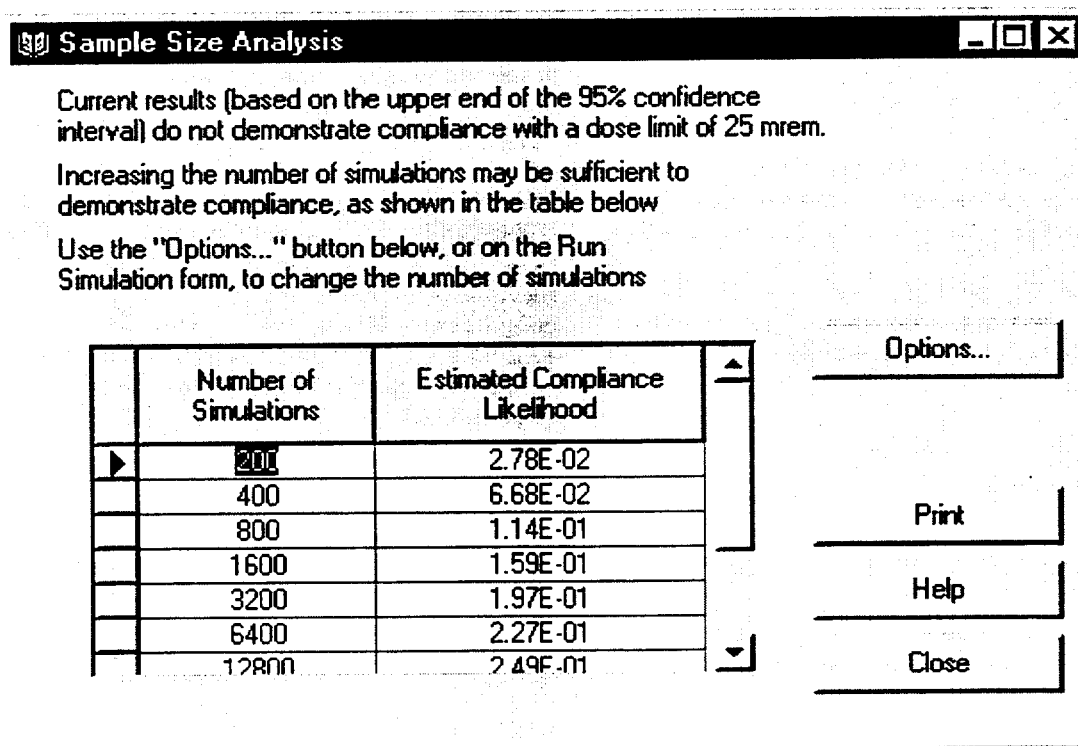 Sample Size Analysis
Current results (based on the upper end of the 95% confidence
interval) do not demonstrate compliance with a dose limit of 25 mrem.
Increasing the number of simulations may be sufficient to
demonstrate compliance, as shown in the table below
Use the "Options..." button below, or on the Run
Simulation form, to change the number of simulations
Options...
Number of Simulations Estimated Compliance Likelihood
200 2.78E-02
400 6.68E-02
800 1.14E-01
1600 1.59E-01
3200 1.97E-01
6400 2.27E-01
12800 2.49E-01
Print
Help
Close